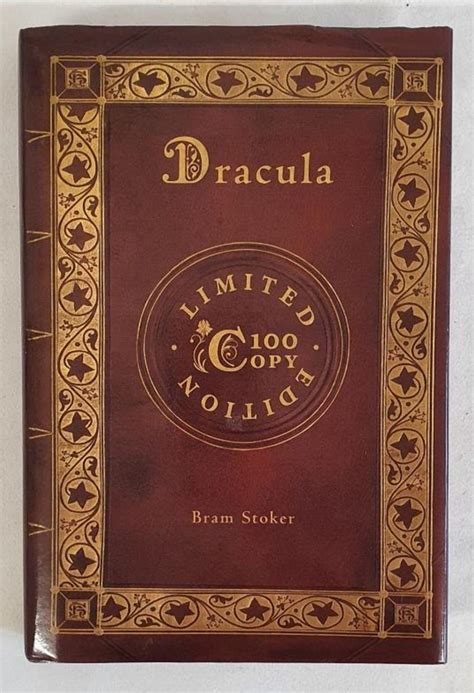 Dracula
LIMITED
100
COPY
EDITION
Bram Stoker